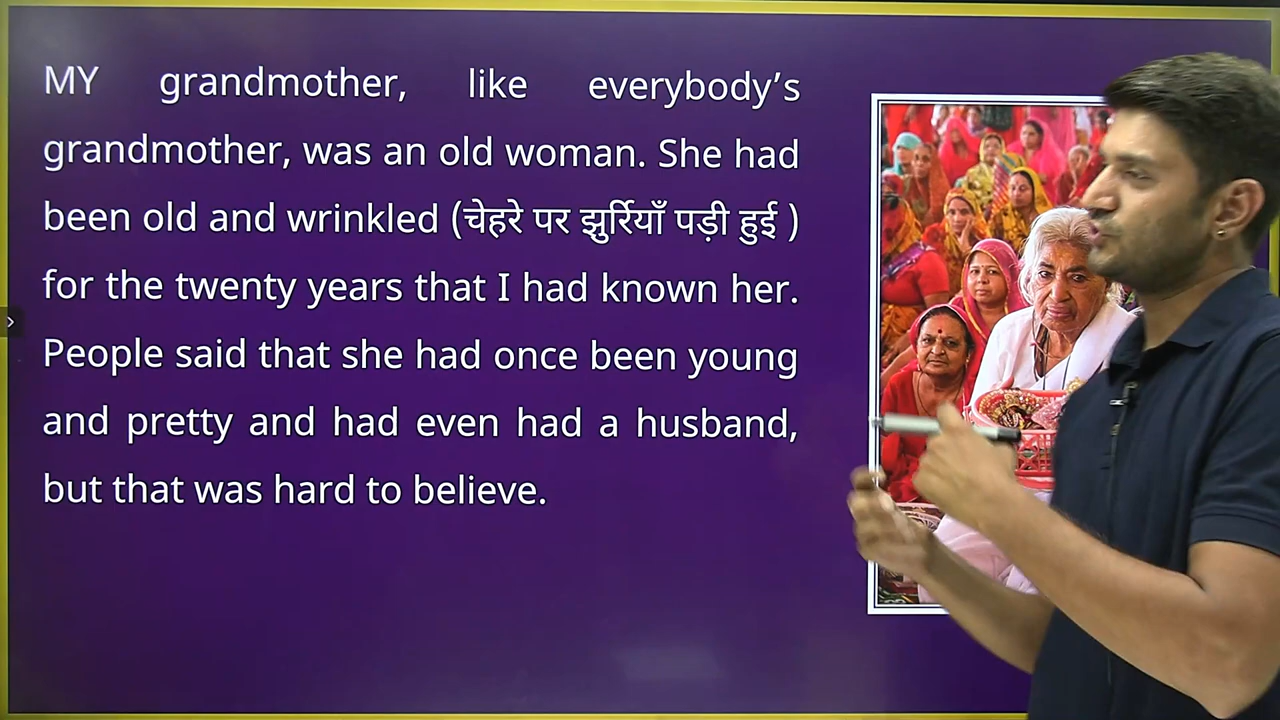 MY grandmother, like everybody’s
grandmother, was an old woman. She had
been old and wrinkled (चेहरे पर झुर्रियाँ पड़ी हुई )
for the twenty years that I had known her.
People said that she had once been young
and pretty and had even had a husband,
but that was hard to believe.